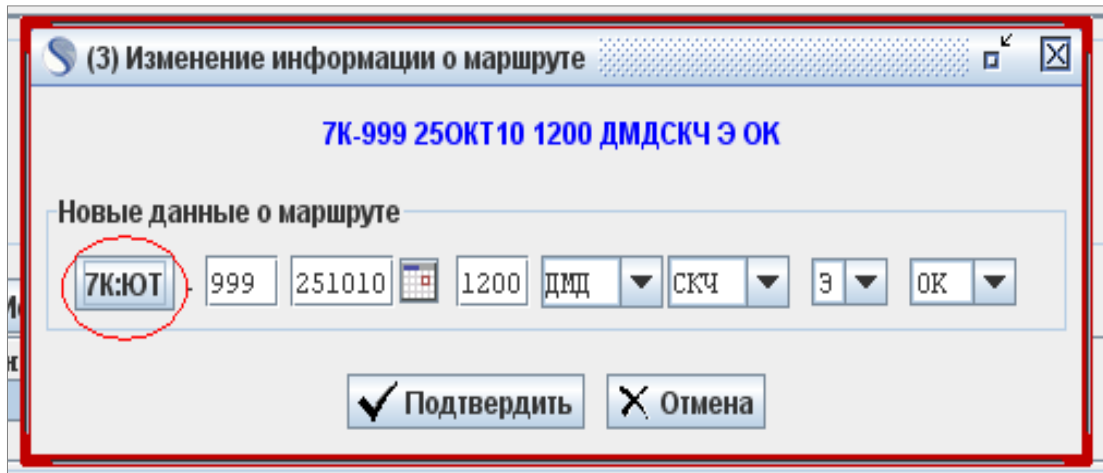 (3) Изменение информации о маршруте
7К-999 25ОКТ10 1200 ДМДСКЧ Э ОК
Новые данные о маршруте
7К:ЮТ - 999 251010 1200 ДМД СКЧ Э ОК
Подтвердить Отмена